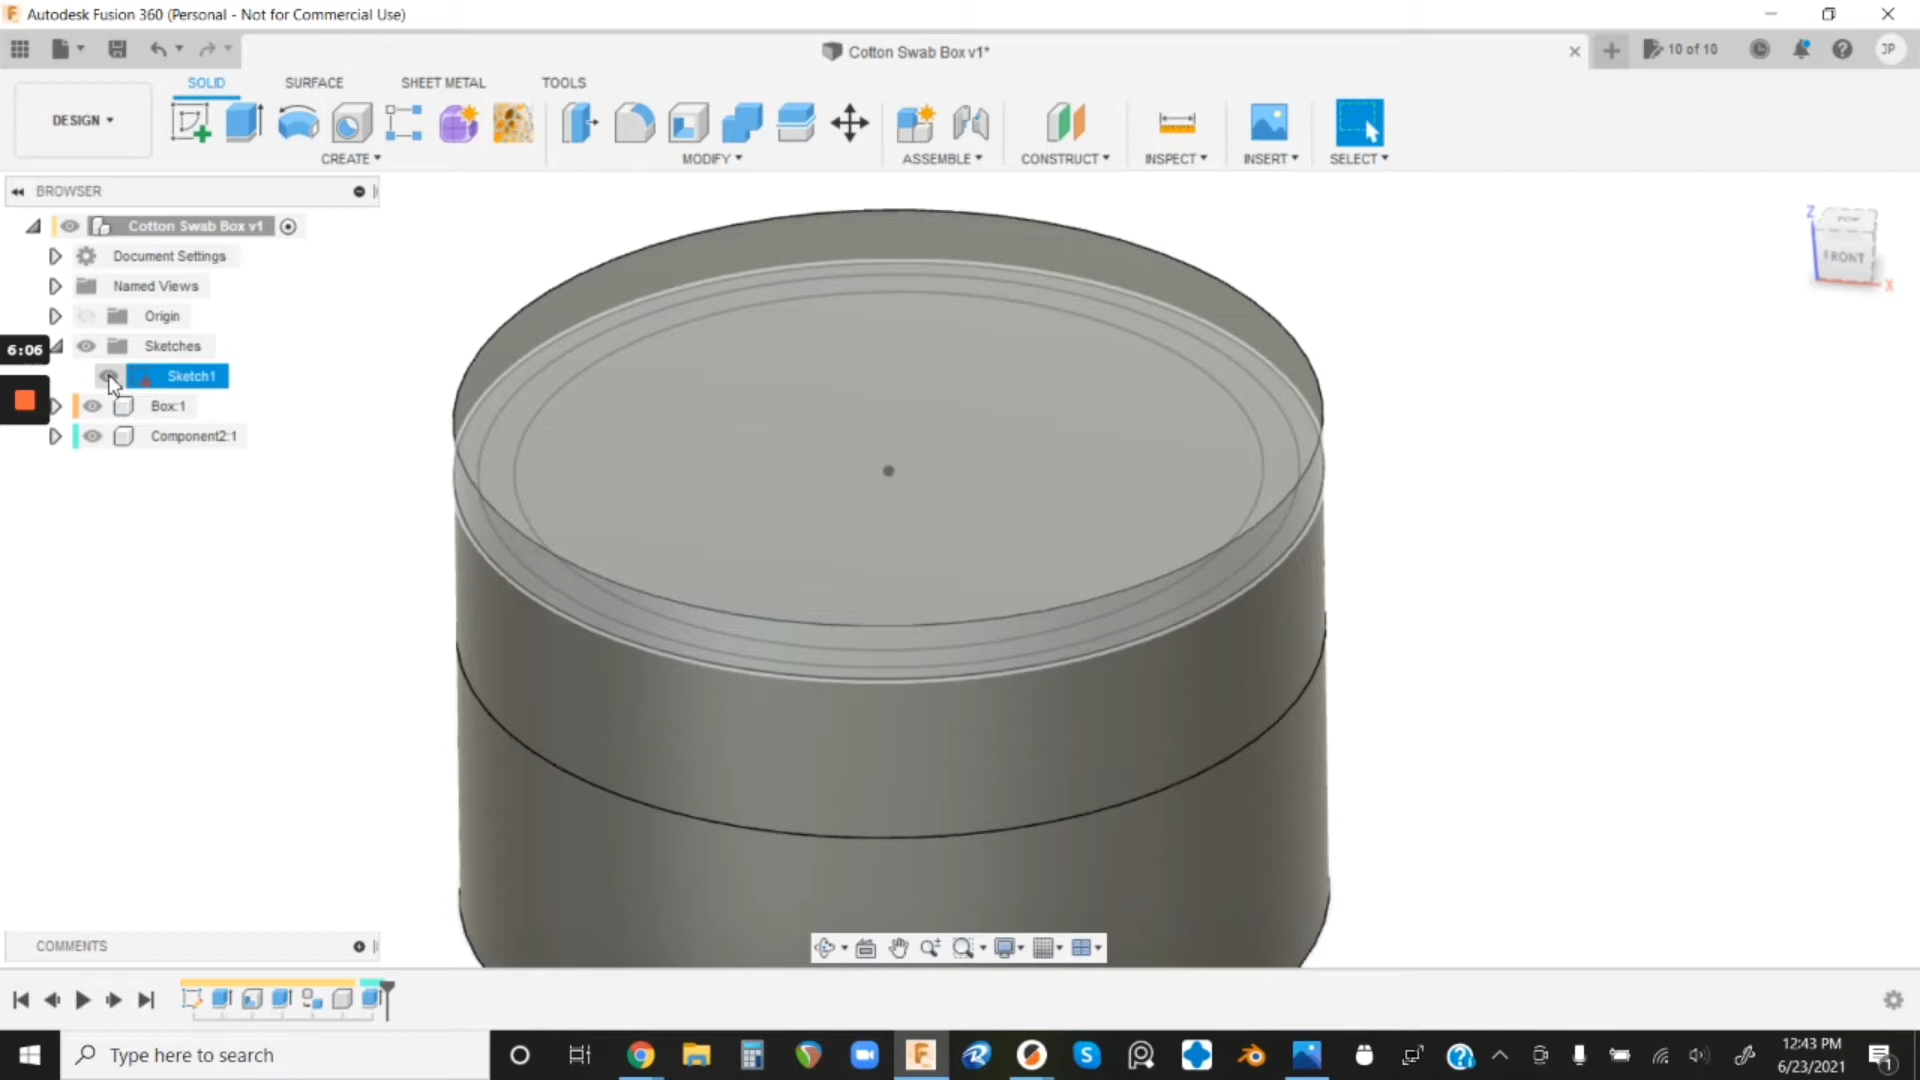 Autodesk Fusion 360 (Personal - Not for Commercial Use)
Cotton Swab Box v1*
10 of 10
JP
SOLID SURFACE SHEET METAL TOOLS
DESIGN
CREATE MODIFY ASSEMBLE CONSTRUCT INSPECT INSERT SELECT
BROWSER
Cotton Swab Box v1
Document Settings
Named Views
Origin
Sketches
6:06
Sketch1
Box:1
Component2:1
Z
TOP
FRONT
X
COMMENTS
Type here to search
12:43 PM
6/23/2021
1